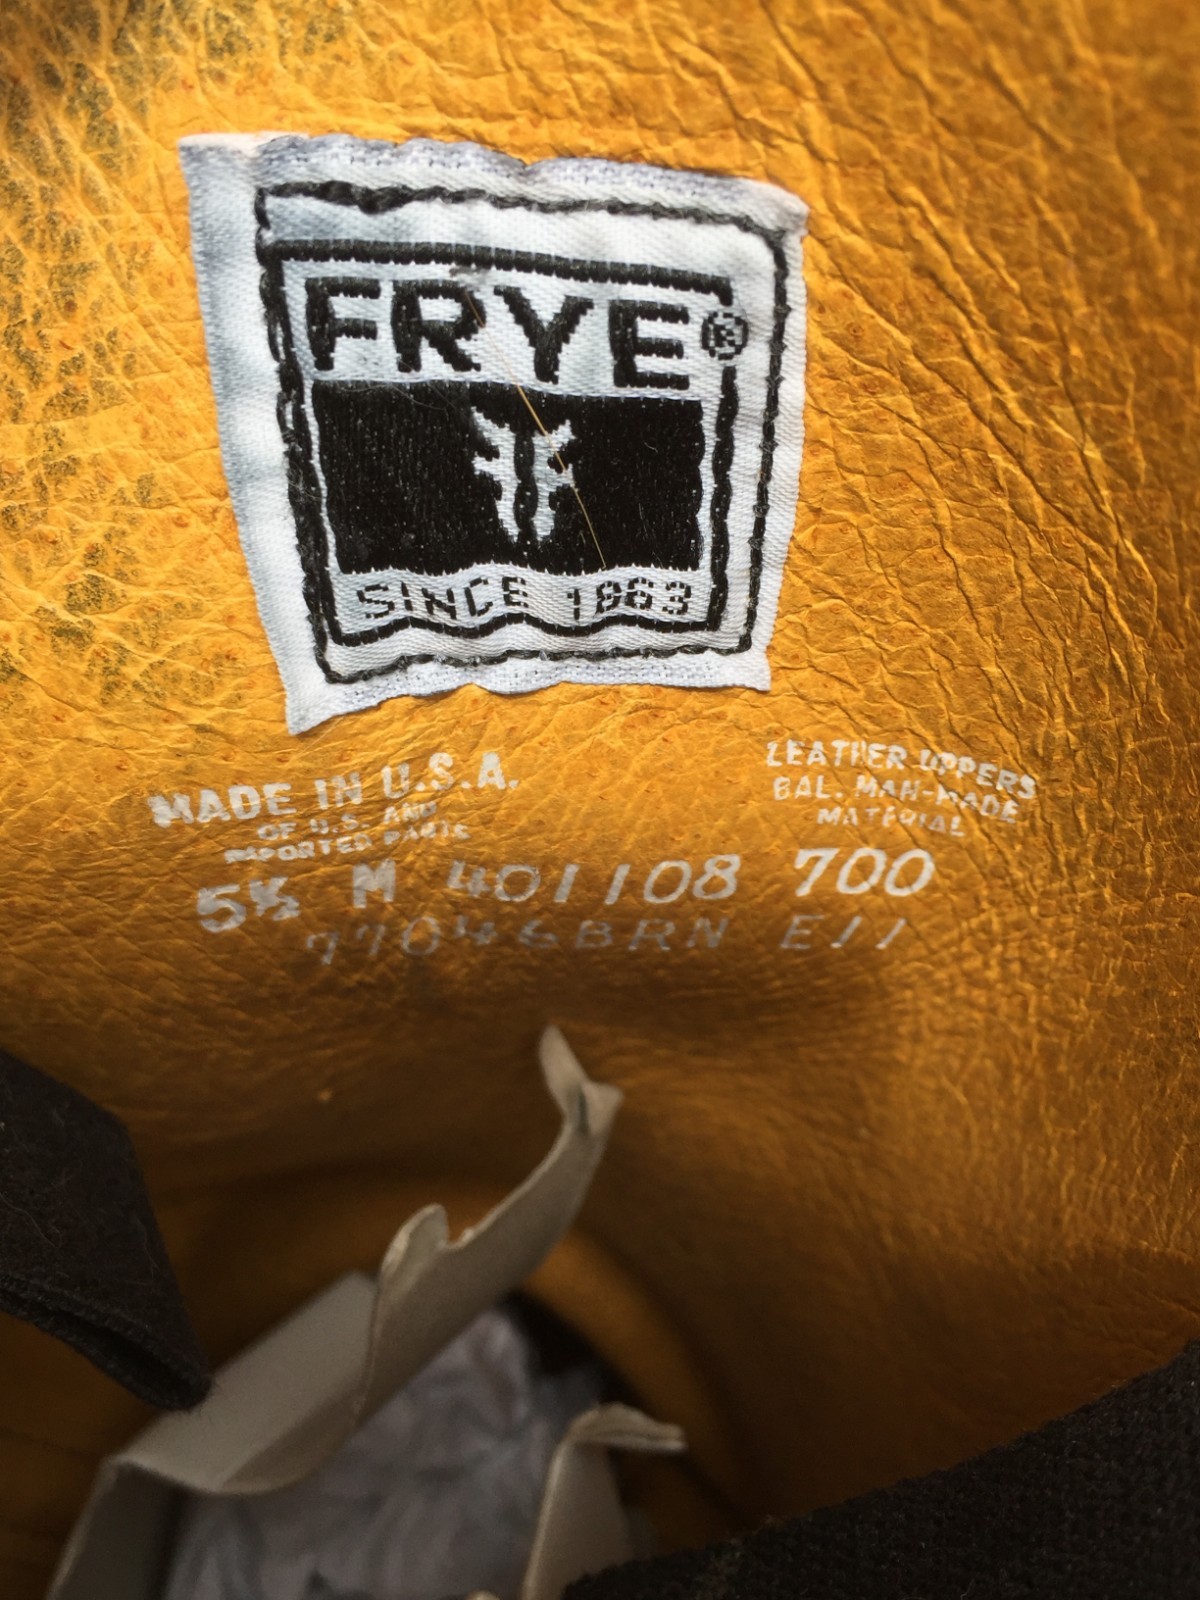 FRYE®
SINCE 1863
MADE IN U.S.A.
OF U.S. AND
IMPORTED PARTS
LEATHER UPPERS
BAL. MAN-MADE
MATERIAL
5½ M 401108 700
77046BRN E11